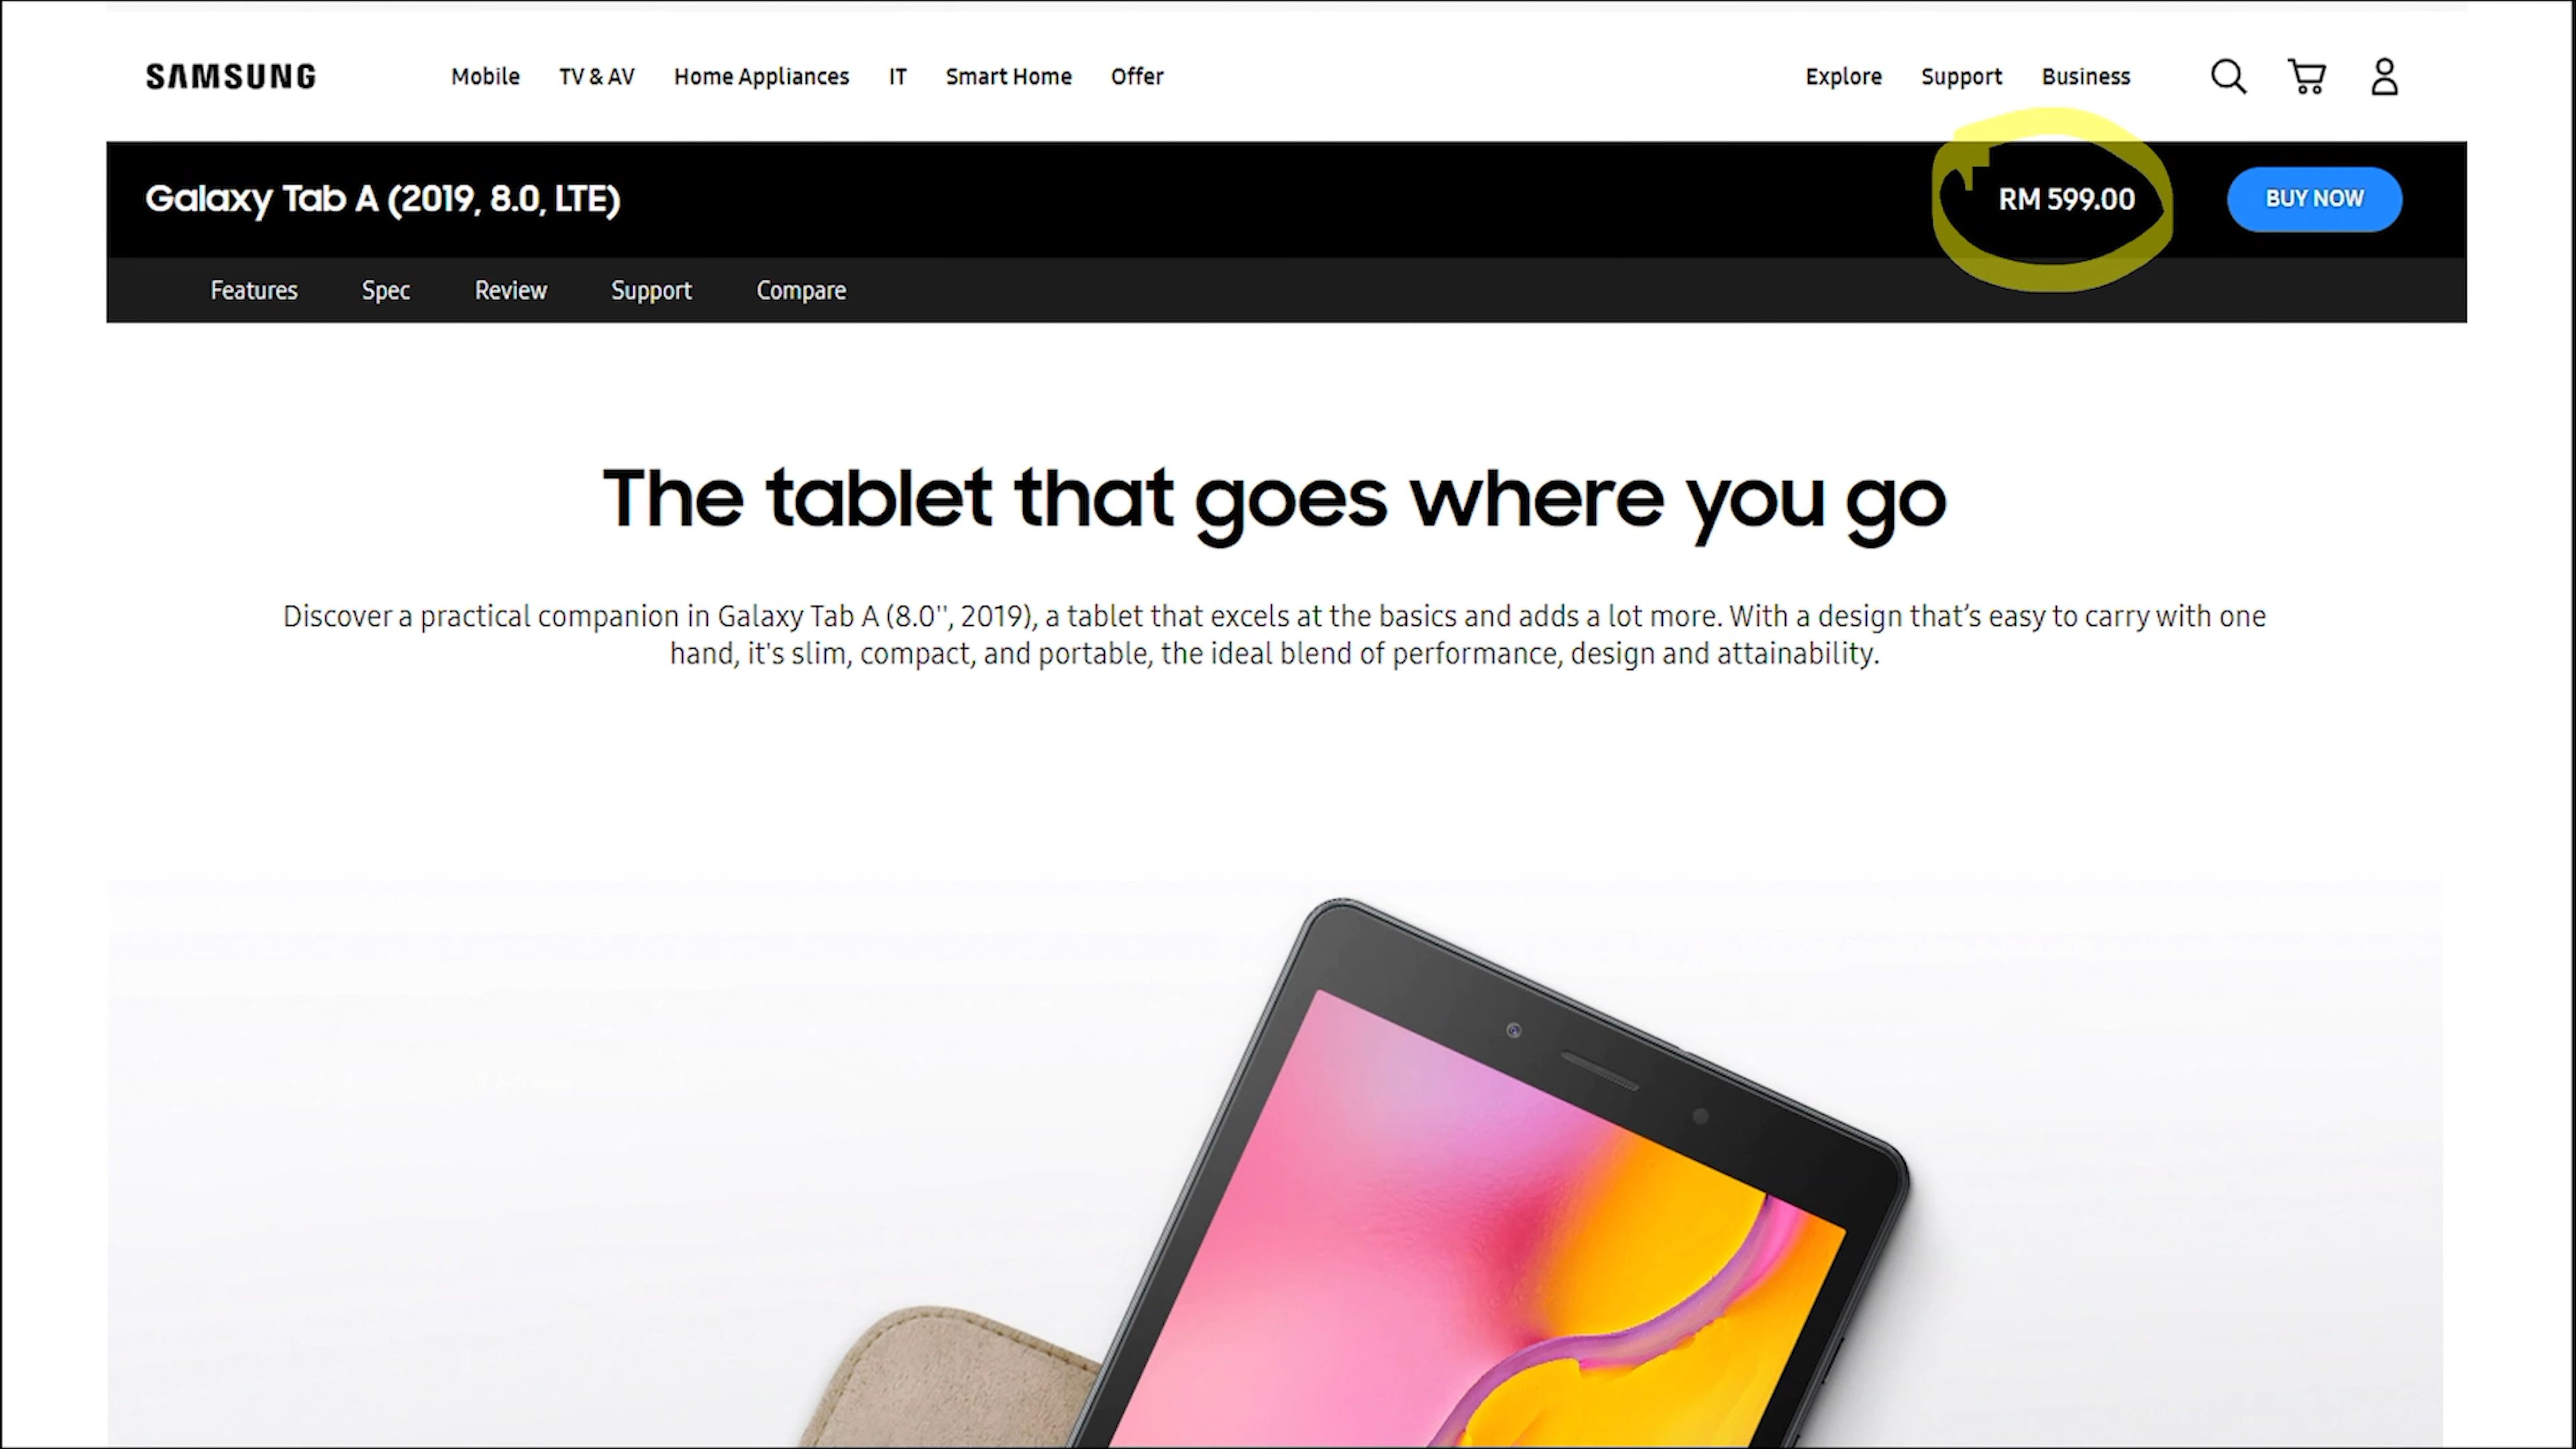 SAMSUNG Mobile TV & AV Home Appliances IT Smart Home Offer Explore Support Business
Galaxy Tab A (2019, 8.0, LTE) RM 599.00 BUY NOW
Features Spec Review Support Compare
The tablet that goes where you go
Discover a practical companion in Galaxy Tab A (8.0", 2019), a tablet that excels at the basics and adds a lot more. With a design that's easy to carry with one
hand, it's slim, compact, and portable, the ideal blend of performance, design and attainability.